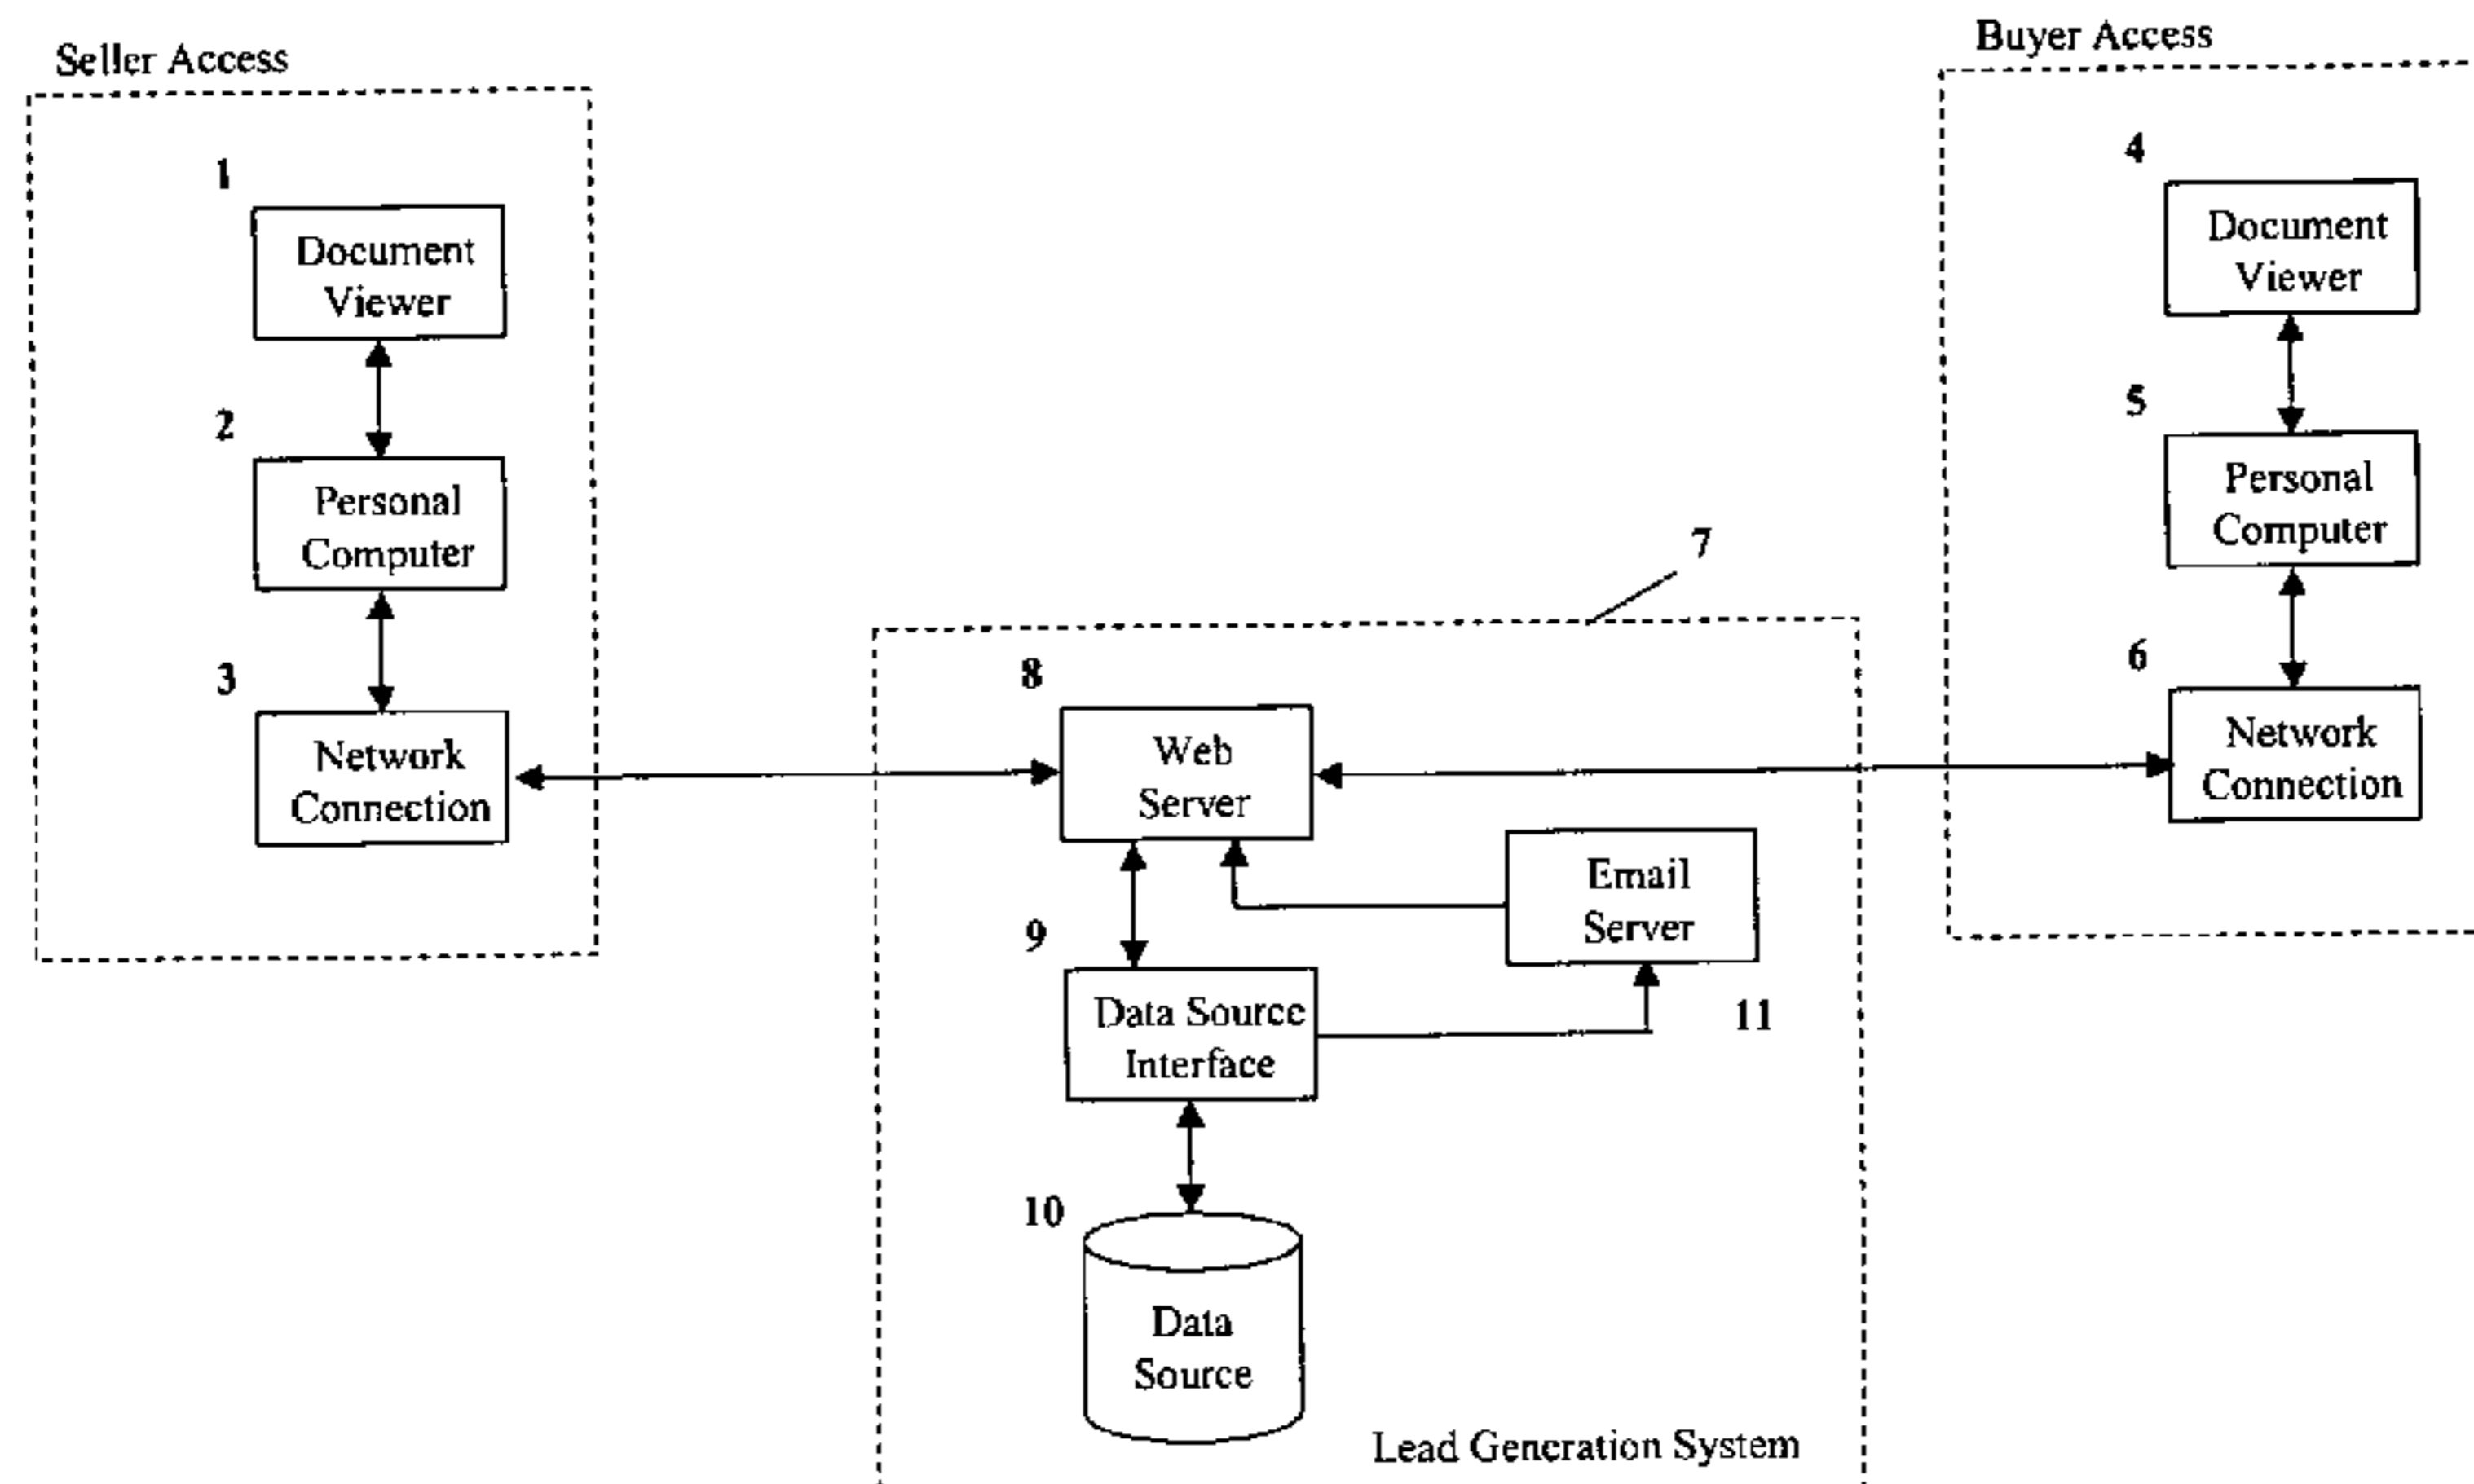 Seller Access
1
Document
Viewer
2
Personal
Computer
3
Network
Connection
Buyer Access
4
Document
Viewer
5
Personal
Computer
6
Network
Connection
7
8
Web
Server
Email
Server
11
9
Data Source
Interface
10
Data
Source
Lead Generation System